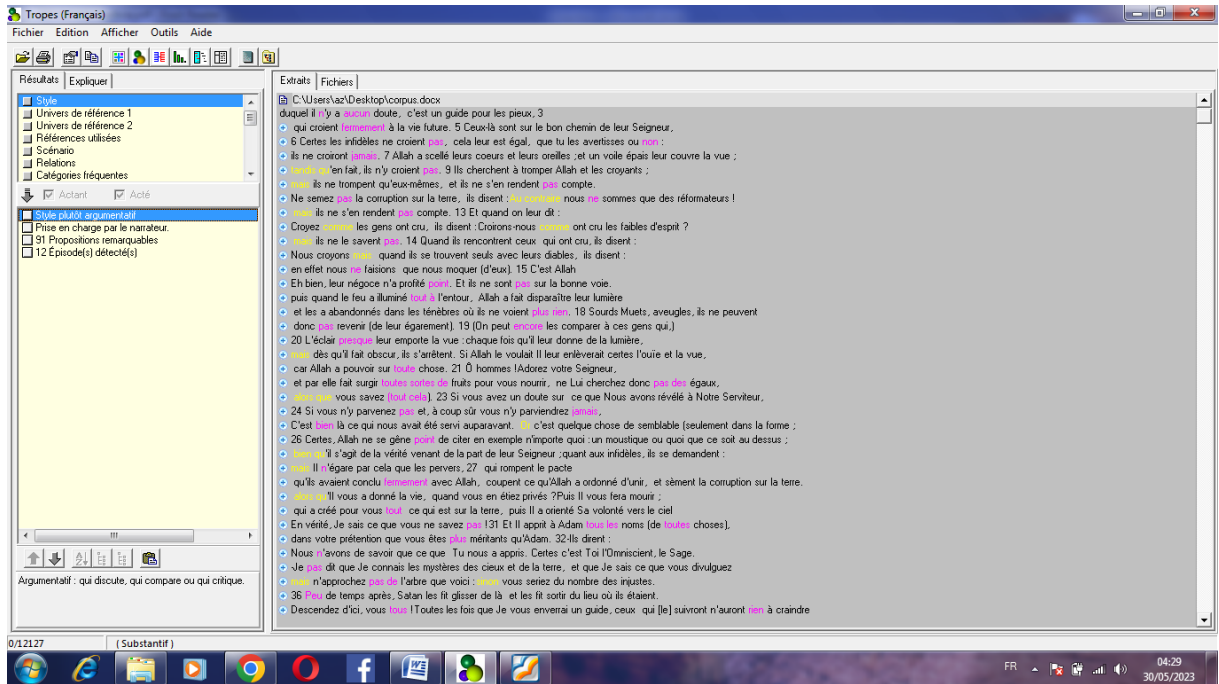 Tropes (Français)
Fichier Edition Afficher Outils Aide
Résultats Expliquer
Style
Univers de référence 1
Univers de référence 2
Références utilisées
Scénario
Relations
Catégories fréquentes
Actant Acté
Style plutôt argumentatif
Prise en charge par le narrateur.
91 Propositions remarquables
12 Épisode(s) détecté(s)
Argumentatif : qui discute, qui compare ou qui critique.
Extraits Fichiers
C:\Users\az\Desktop\corpus.docx
duquel il n'y a aucun doute, c'est un guide pour les pieux, 3
qui croient fermement à la vie future. 5 Ceux-là sont sur le bon chemin de leur Seigneur,
6 Certes les infidèles ne croient pas, cela leur est égal, que tu les avertisses ou non :
ils ne croiront jamais. 7 Allah a scellé leurs coeurs et leurs oreilles ;et un voile épais leur couvre la vue ;
tandis qu'en fait, ils n'y croient pas. 9 Ils cherchent à tromper Allah et les croyants ;
mais ils ne trompent qu'eux-mêmes, et ils ne s'en rendent pas compte.
Ne semez pas la corruption sur la terre, ils disent :Au contraire nous ne sommes que des réformateurs !
mais ils ne s'en rendent pas compte. 13 Et quand on leur dit :
Croyez comme les gens ont cru, ils disent :Croirons-nous comme ont cru les faibles d'esprit ?
mais ils ne le savent pas. 14 Quand ils rencontrent ceux qui ont cru, ils disent :
Nous croyons mais quand ils se trouvent seuls avec leurs diables, ils disent :
en effet nous ne faisions que nous moquer (d'eux). 15 C'est Allah
Eh bien, leur négoce n'a profité point. Et ils ne sont pas sur la bonne voie.
puis quand le feu a illuminé tout à l'entour, Allah a fait disparaître leur lumière
et les a abandonnés dans les ténèbres où ils ne voient plus rien. 18 Sourds Muets, aveugles, ils ne peuvent
donc pas revenir (de leur égarement). 19 (On peut encore les comparer à ces gens qui,)
20 L'éclair presque leur emporte la vue :chaque fois qu'il leur donne de la lumière,
mais dès qu'il fait obscur, ils s'arrêtent. Si Allah le voulait Il leur enlèverait certes l'ouïe et la vue,
car Allah a pouvoir sur toute chose. 21 Ô hommes !Adorez votre Seigneur,
et par elle fait surgir toutes sortes de fruits pour vous nourrir, ne Lui cherchez donc pas des égaux,
alors que vous savez (tout cela). 23 Si vous avez un doute sur ce que Nous avons révélé à Notre Serviteur,
24 Si vous n'y parvenez pas et, à coup sûr vous n'y parviendrez jamais,
C'est bien là ce qui nous avait été servi auparavant. Or c'est quelque chose de semblable (seulement dans la forme ;
26 Certes, Allah ne se gêne point de citer en exemple n'importe quoi :un moustique ou quoi que ce soit au dessus ;
bien qu'il s'agit de la vérité venant de la part de leur Seigneur ;quant aux infidèles, ils se demandent :
mais Il n'égare par cela que les pervers, 27 qui rompent le pacte
qu'ils avaient conclu fermement avec Allah, coupent ce qu'Allah a ordonné d'unir, et sèment la corruption sur la terre.
alors qu'Il vous a donné la vie, quand vous en étiez privés ?Puis Il vous fera mourir ;
qui a créé pour vous tout ce qui est sur la terre, puis Il a orienté Sa volonté vers le ciel
En vérité, Je sais ce que vous ne savez pas !31 Et Il apprit à Adam tous les noms (de toutes choses),
dans votre prétention que vous êtes plus méritants qu'Adam. 32-Ils dirent :
Nous n'avons de savoir que ce que Tu nous a appris. Certes c'est Toi l'Omniscient, le Sage.
-Je pas dit que Je connais les mystères des cieux et de la terre, et que Je sais ce que vous divulguez
mais n'approchez pas de l'arbre que voici :sinon vous seriez du nombre des injustes.
36 Peu de temps après, Satan les fit glisser de là et les fit sortir du lieu où ils étaient.
Descendez d'ici, vous tous !Toutes les fois que Je vous enverrai un guide, ceux qui [le] suivront n'auront rien à craindre
0/12127 (Substantif)
FR 04:29
30/05/2023